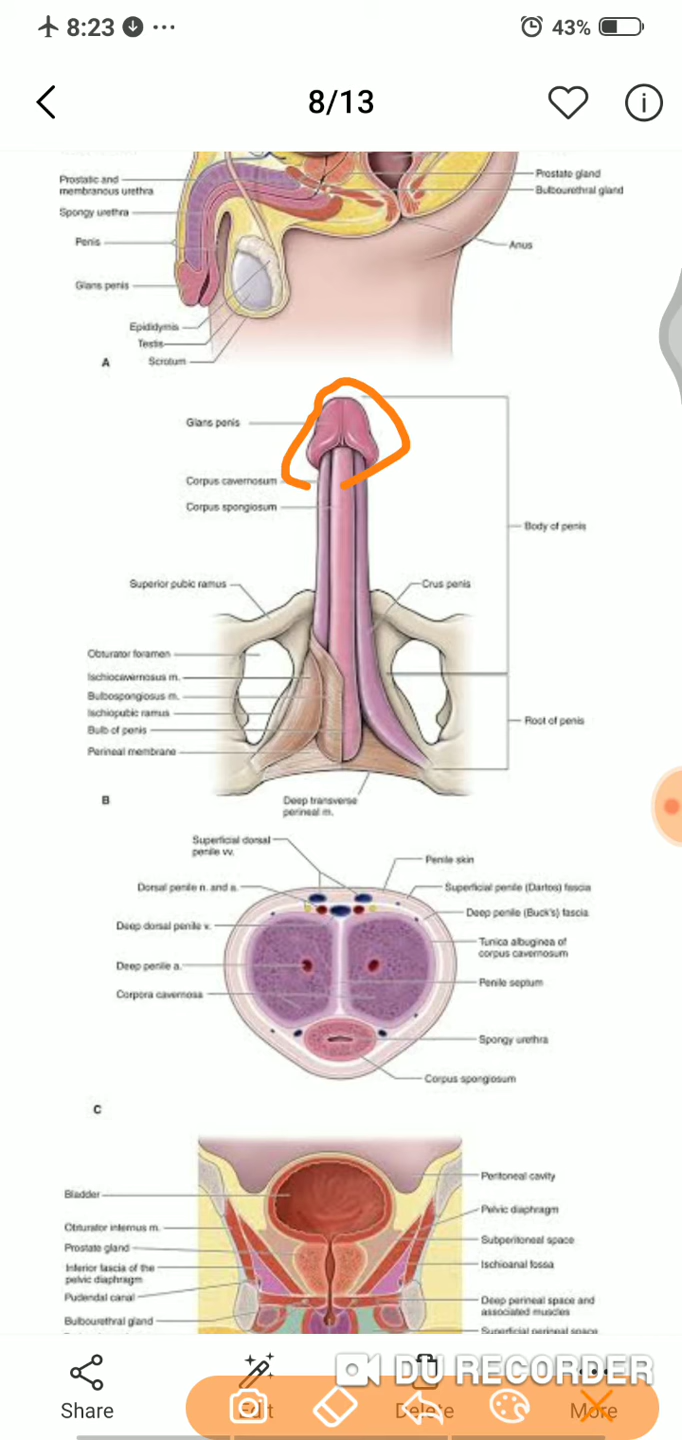 8:23
43%
8/13
Prostatic and
membranous urethra
Spongy urethra
Penis
Glans penis
Epididymis
Testis
Scrotum
Prostate gland
Bulbourethral gland
Anus
A
Glans penis
Corpus cavernosum
Corpus spongiosum
Superior pubic ramus
Obturator foramen
Ischiocavernosus m.
Bulbospongiosus m.
Ischiopubic ramus
Bulb of penis
Perineal membrane
Body of penis
Crus penis
Root of penis
Deep transverse
perineal m.
B
Superficial dorsal
penile vv.
Dorsal penile n. and a.
Deep dorsal penile v.
Deep penile a.
Corpora cavernosa
Penile skin
Superficial penile (Dartos) fascia
Deep penile (Buck's) fascia
Tunica albuginea of
corpus cavernosum
Penile septum
Spongy urethra
Corpus spongiosum
C
Bladder
Obturator internus m.
Prostate gland
Inferior fascia of the
pelvic diaphragm
Pudendal canal
Bulbourethral gland
Peritoneal cavity
Pelvic diaphragm
Subperitoneal space
Ischioanal fossa
Deep perineal space and
associated muscles
Superficial perineal space
DU RECORDER
Share
Edit
Delete
More